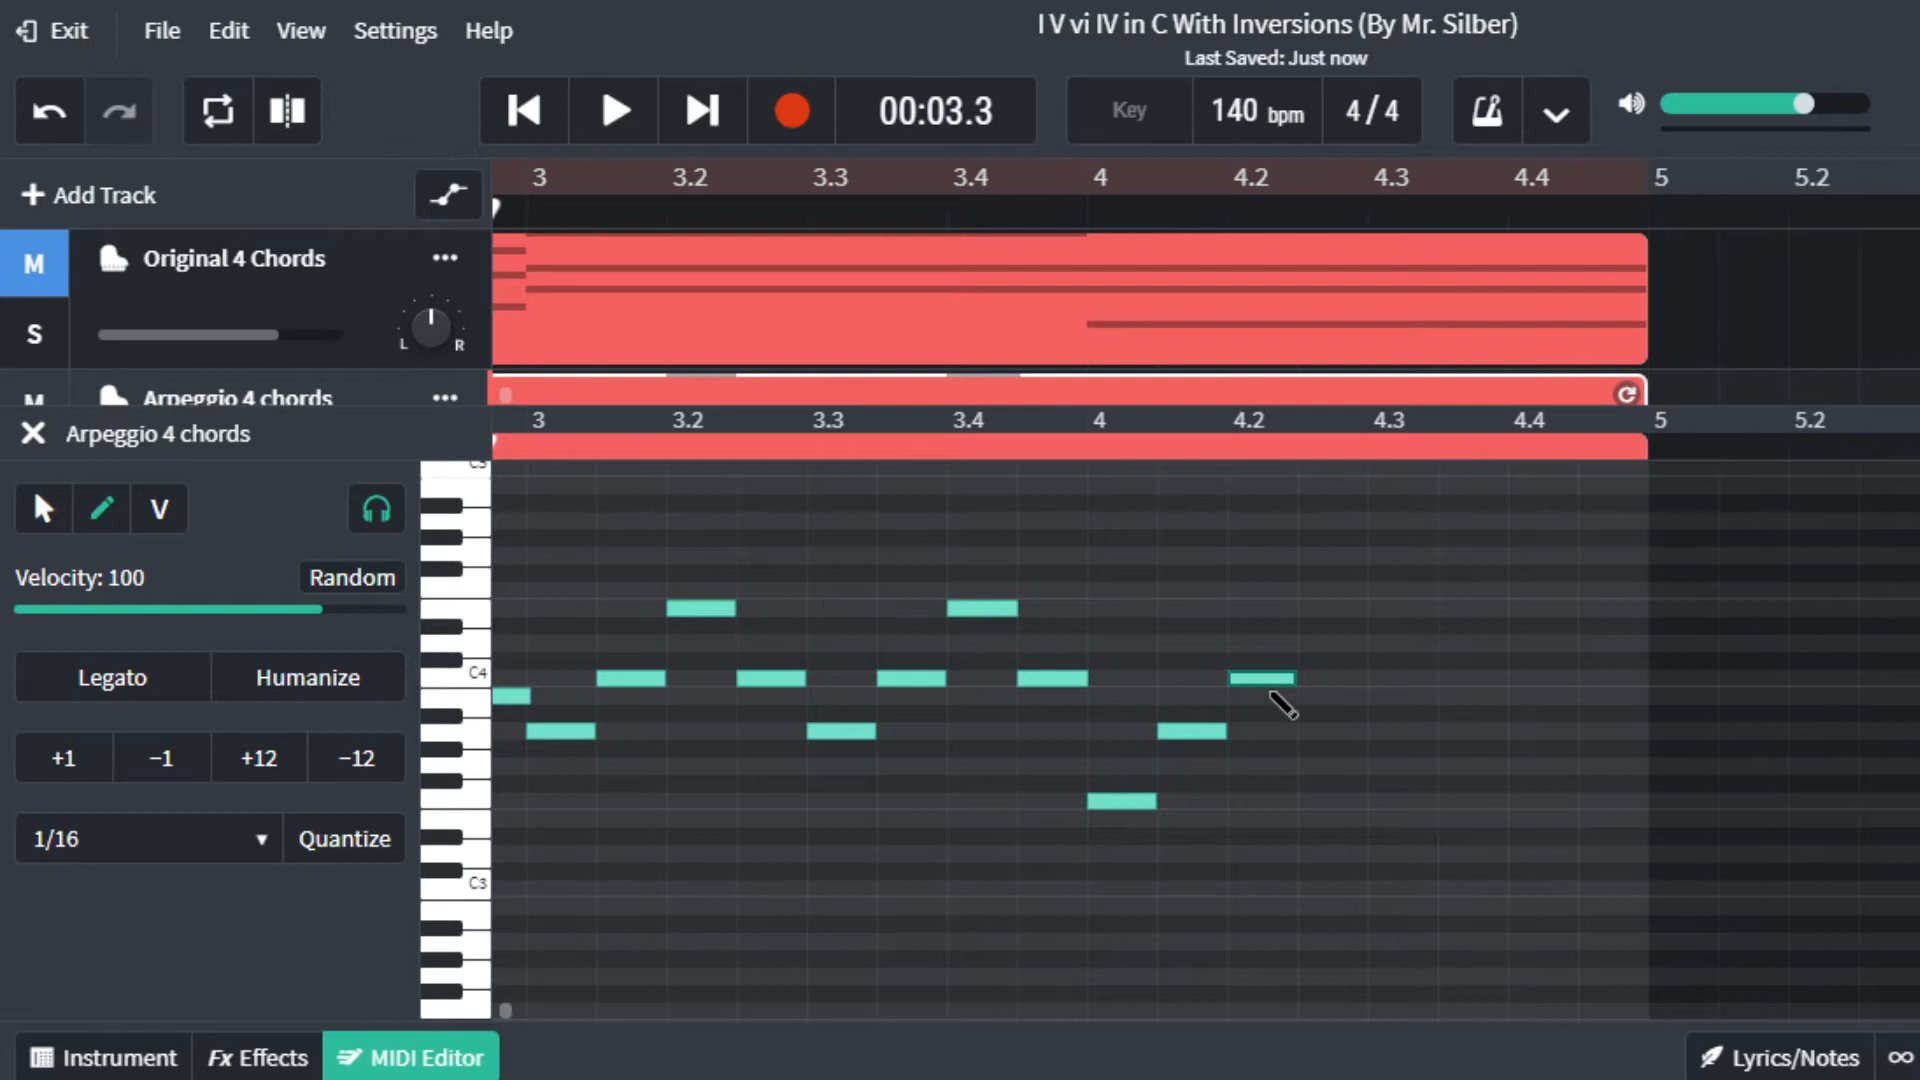 Exit File Edit View Settings Help
I V vi IV in C With Inversions (By Mr. Silber)
Last Saved: Just now
00:03.3 Key 140 bpm 4 / 4
+ Add Track
3 3.2 3.3 3.4 4 4.2 4.3 4.4 5 5.2
M Original 4 Chords
S L R
M Arpeggio 4 chords
3 3.2 3.3 3.4 4 4.2 4.3 4.4 5 5.2
Arpeggio 4 chords
V
Velocity: 100 Random
Legato Humanize
C4
+1 −1 +12 −12
1/16 Quantize
C3
Instrument Fx Effects MIDI Editor Lyrics/Notes